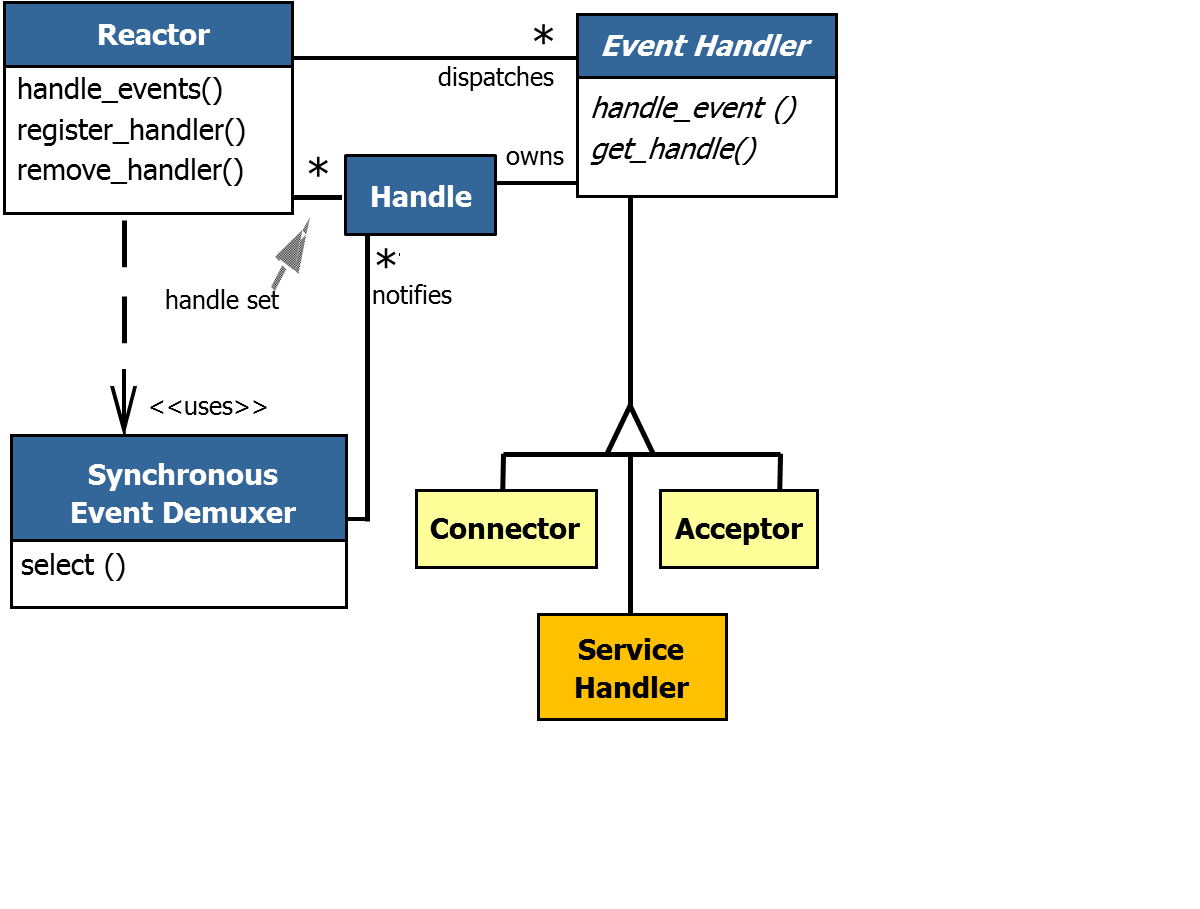 Reactor
handle_events()
register_handler()
remove_handler()
*
dispatches
Event Handler
handle_event ()
get_handle()
*
Handle
owns
handle set
*
notifies
<<uses>>
Synchronous
Event Demuxer
select ()
Connector
Acceptor
Service
Handler